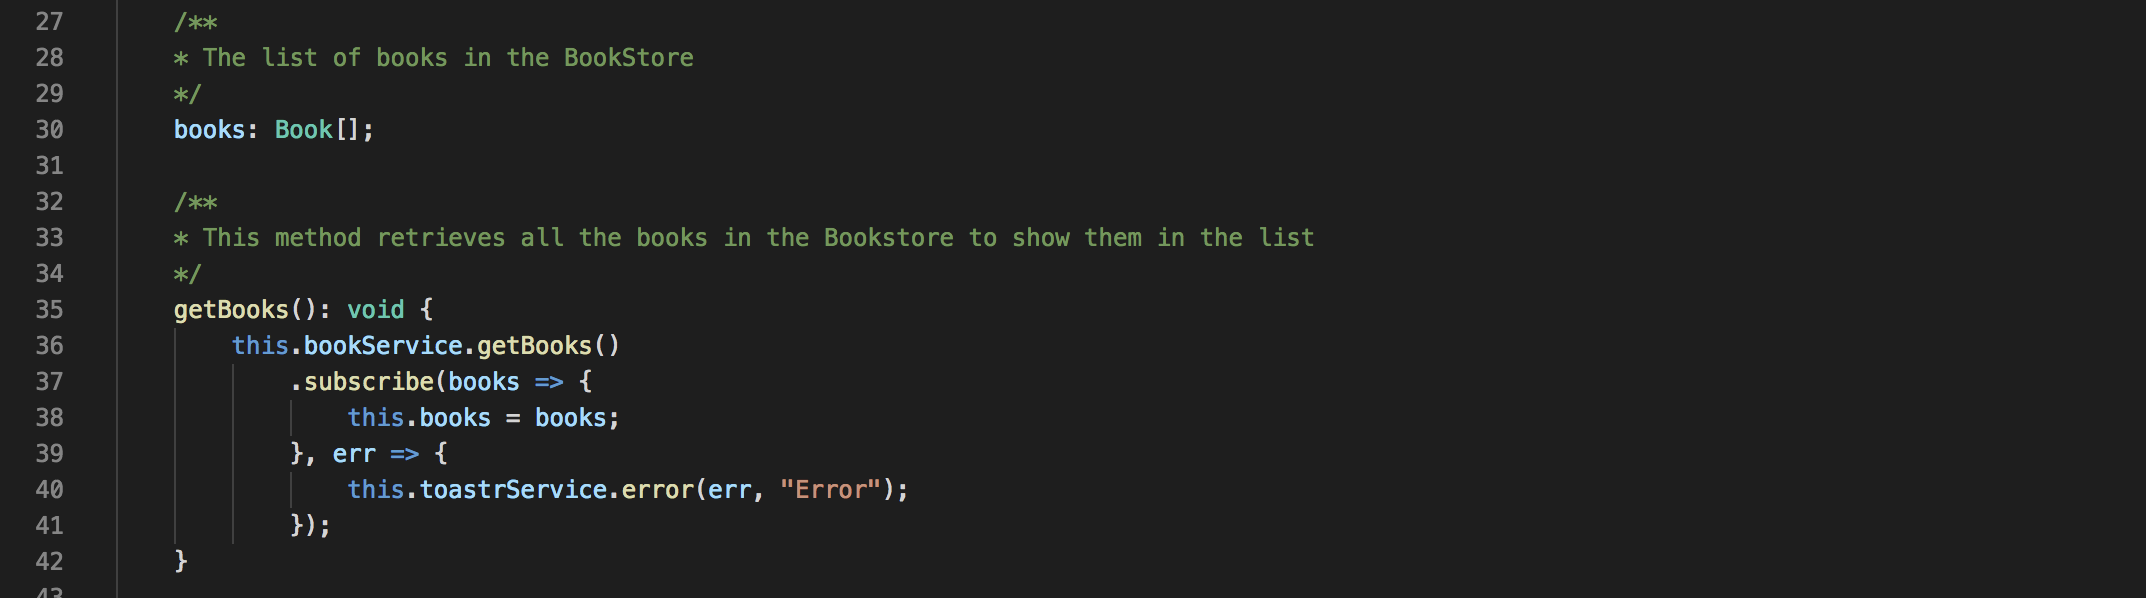 27 /**
28 * The list of books in the BookStore
29 */
30 books: Book[];
31
32 /**
33 * This method retrieves all the books in the Bookstore to show them in the list
34 */
35 getBooks(): void {
36 this.bookService.getBooks()
37 .subscribe(books => {
38 this.books = books;
39 }, err => {
40 this.toastrService.error(err, "Error");
41 });
42 }
43